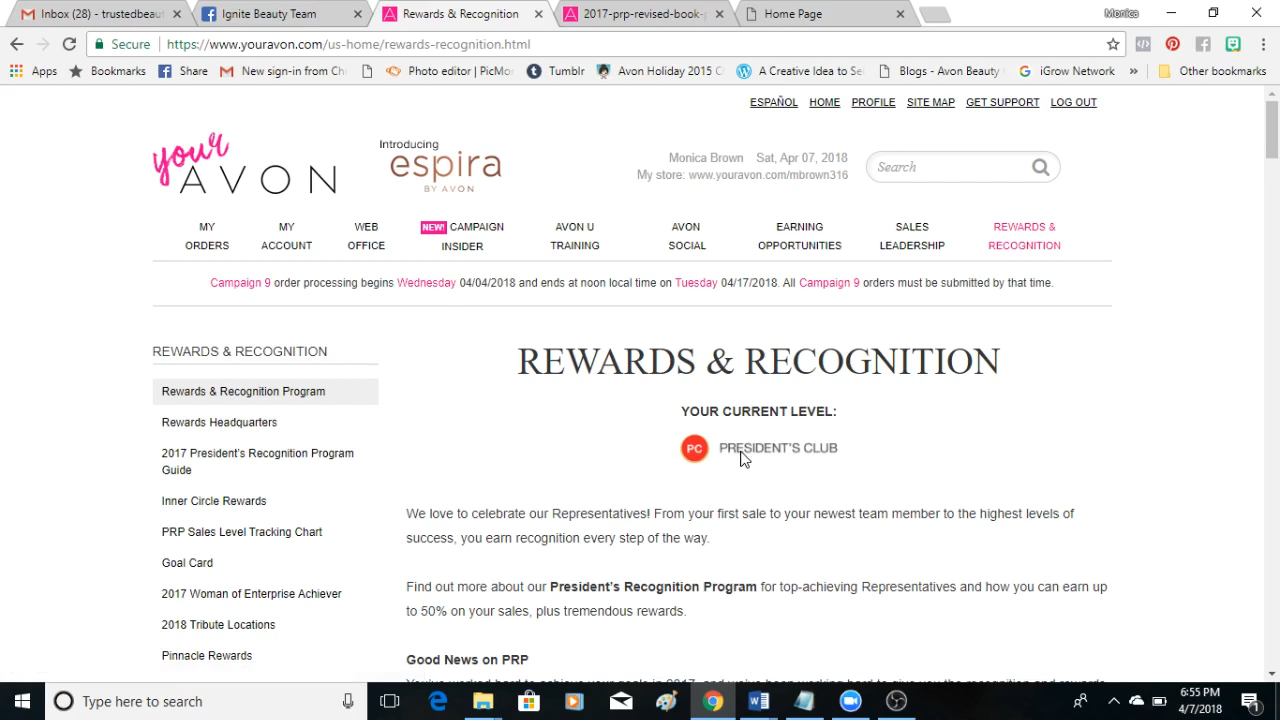 Inbox (28) - trustedbeaut
Ignite Beauty Team
Rewards & Recognition
2017-prp-revised-book-p
Home Page
Monica
Secure
https://www.youravon.com/us-home/rewards-recognition.html
Apps
Bookmarks
Share
New sign-in from Chr
Photo editor | PicMon
Tumblr
Avon Holiday 2015 C
A Creative Idea to Sel
Blogs - Avon Beauty
iGrow Network
»
Other bookmarks
ESPAÑOL HOME PROFILE SITE MAP GET SUPPORT LOG OUT
your AVON
Introducing
espira
BY AVON
Monica Brown Sat, Apr 07, 2018
My store: www.youravon.com/mbrown316
Search
MY ORDERS
MY ACCOUNT
WEB OFFICE
NEW! CAMPAIGN INSIDER
AVON U TRAINING
AVON SOCIAL
EARNING OPPORTUNITIES
SALES LEADERSHIP
REWARDS & RECOGNITION
Campaign 9 order processing begins Wednesday 04/04/2018 and ends at noon local time on Tuesday 04/17/2018. All Campaign 9 orders must be submitted by that time.
REWARDS & RECOGNITION
Rewards & Recognition Program
Rewards Headquarters
2017 President's Recognition Program
Guide
Inner Circle Rewards
PRP Sales Level Tracking Chart
Goal Card
2017 Woman of Enterprise Achiever
2018 Tribute Locations
Pinnacle Rewards
REWARDS & RECOGNITION
YOUR CURRENT LEVEL:
PC PRESIDENT'S CLUB
We love to celebrate our Representatives! From your first sale to your newest team member to the highest levels of
success, you earn recognition every step of the way.
Find out more about our President's Recognition Program for top-achieving Representatives and how you can earn up
to 50% on your sales, plus tremendous rewards.
Good News on PRP
Type here to search
6:55 PM
4/7/2018